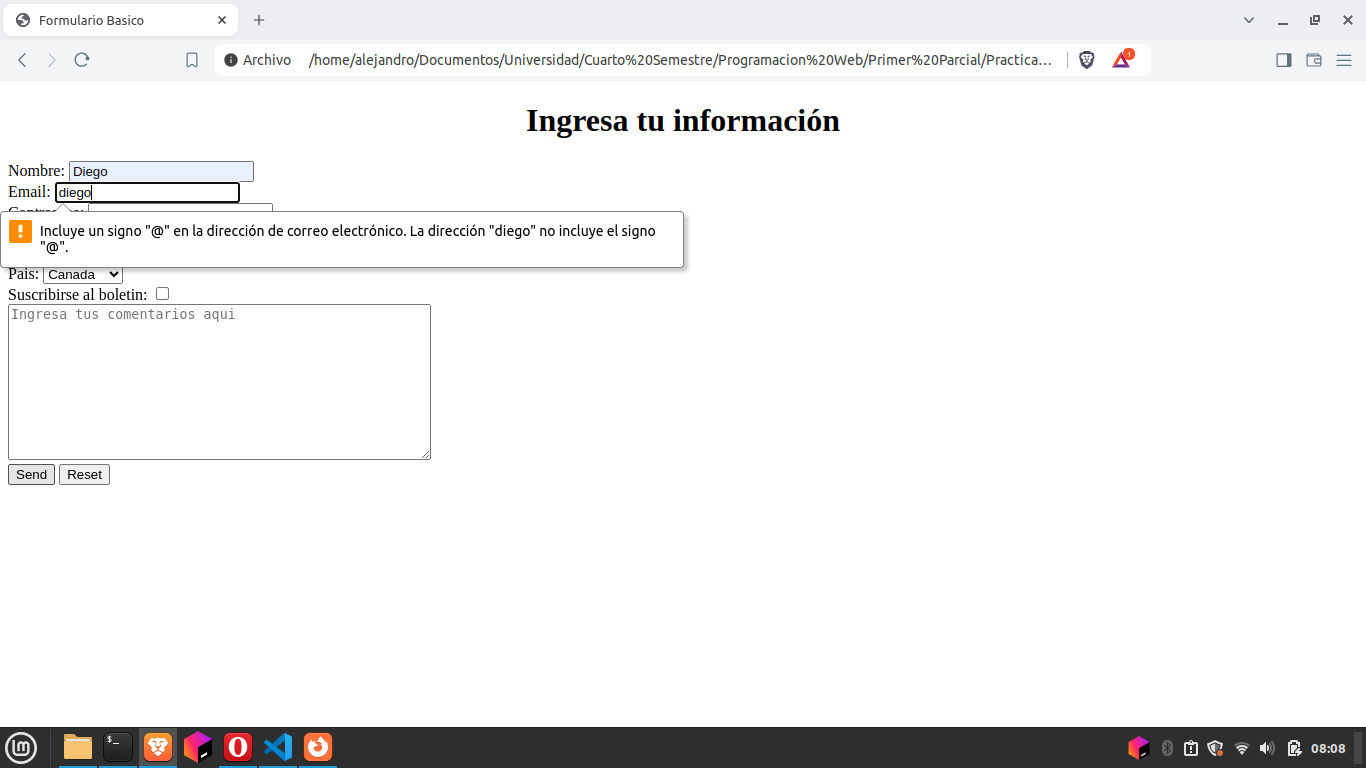 Formulario Basico
Archivo /home/alejandro/Documentos/Universidad/Cuarto%20Semestre/Programacion%20Web/Primer%20Parcial/Practica...
1
Ingresa tu información
Nombre: Diego
Email: diego
Incluye un signo "@" en la dirección de correo electrónico. La dirección "diego" no incluye el signo
"@".
Pais: Canada
Suscribirse al boletin:
Ingresa tus comentarios aqui
Send Reset
08:08